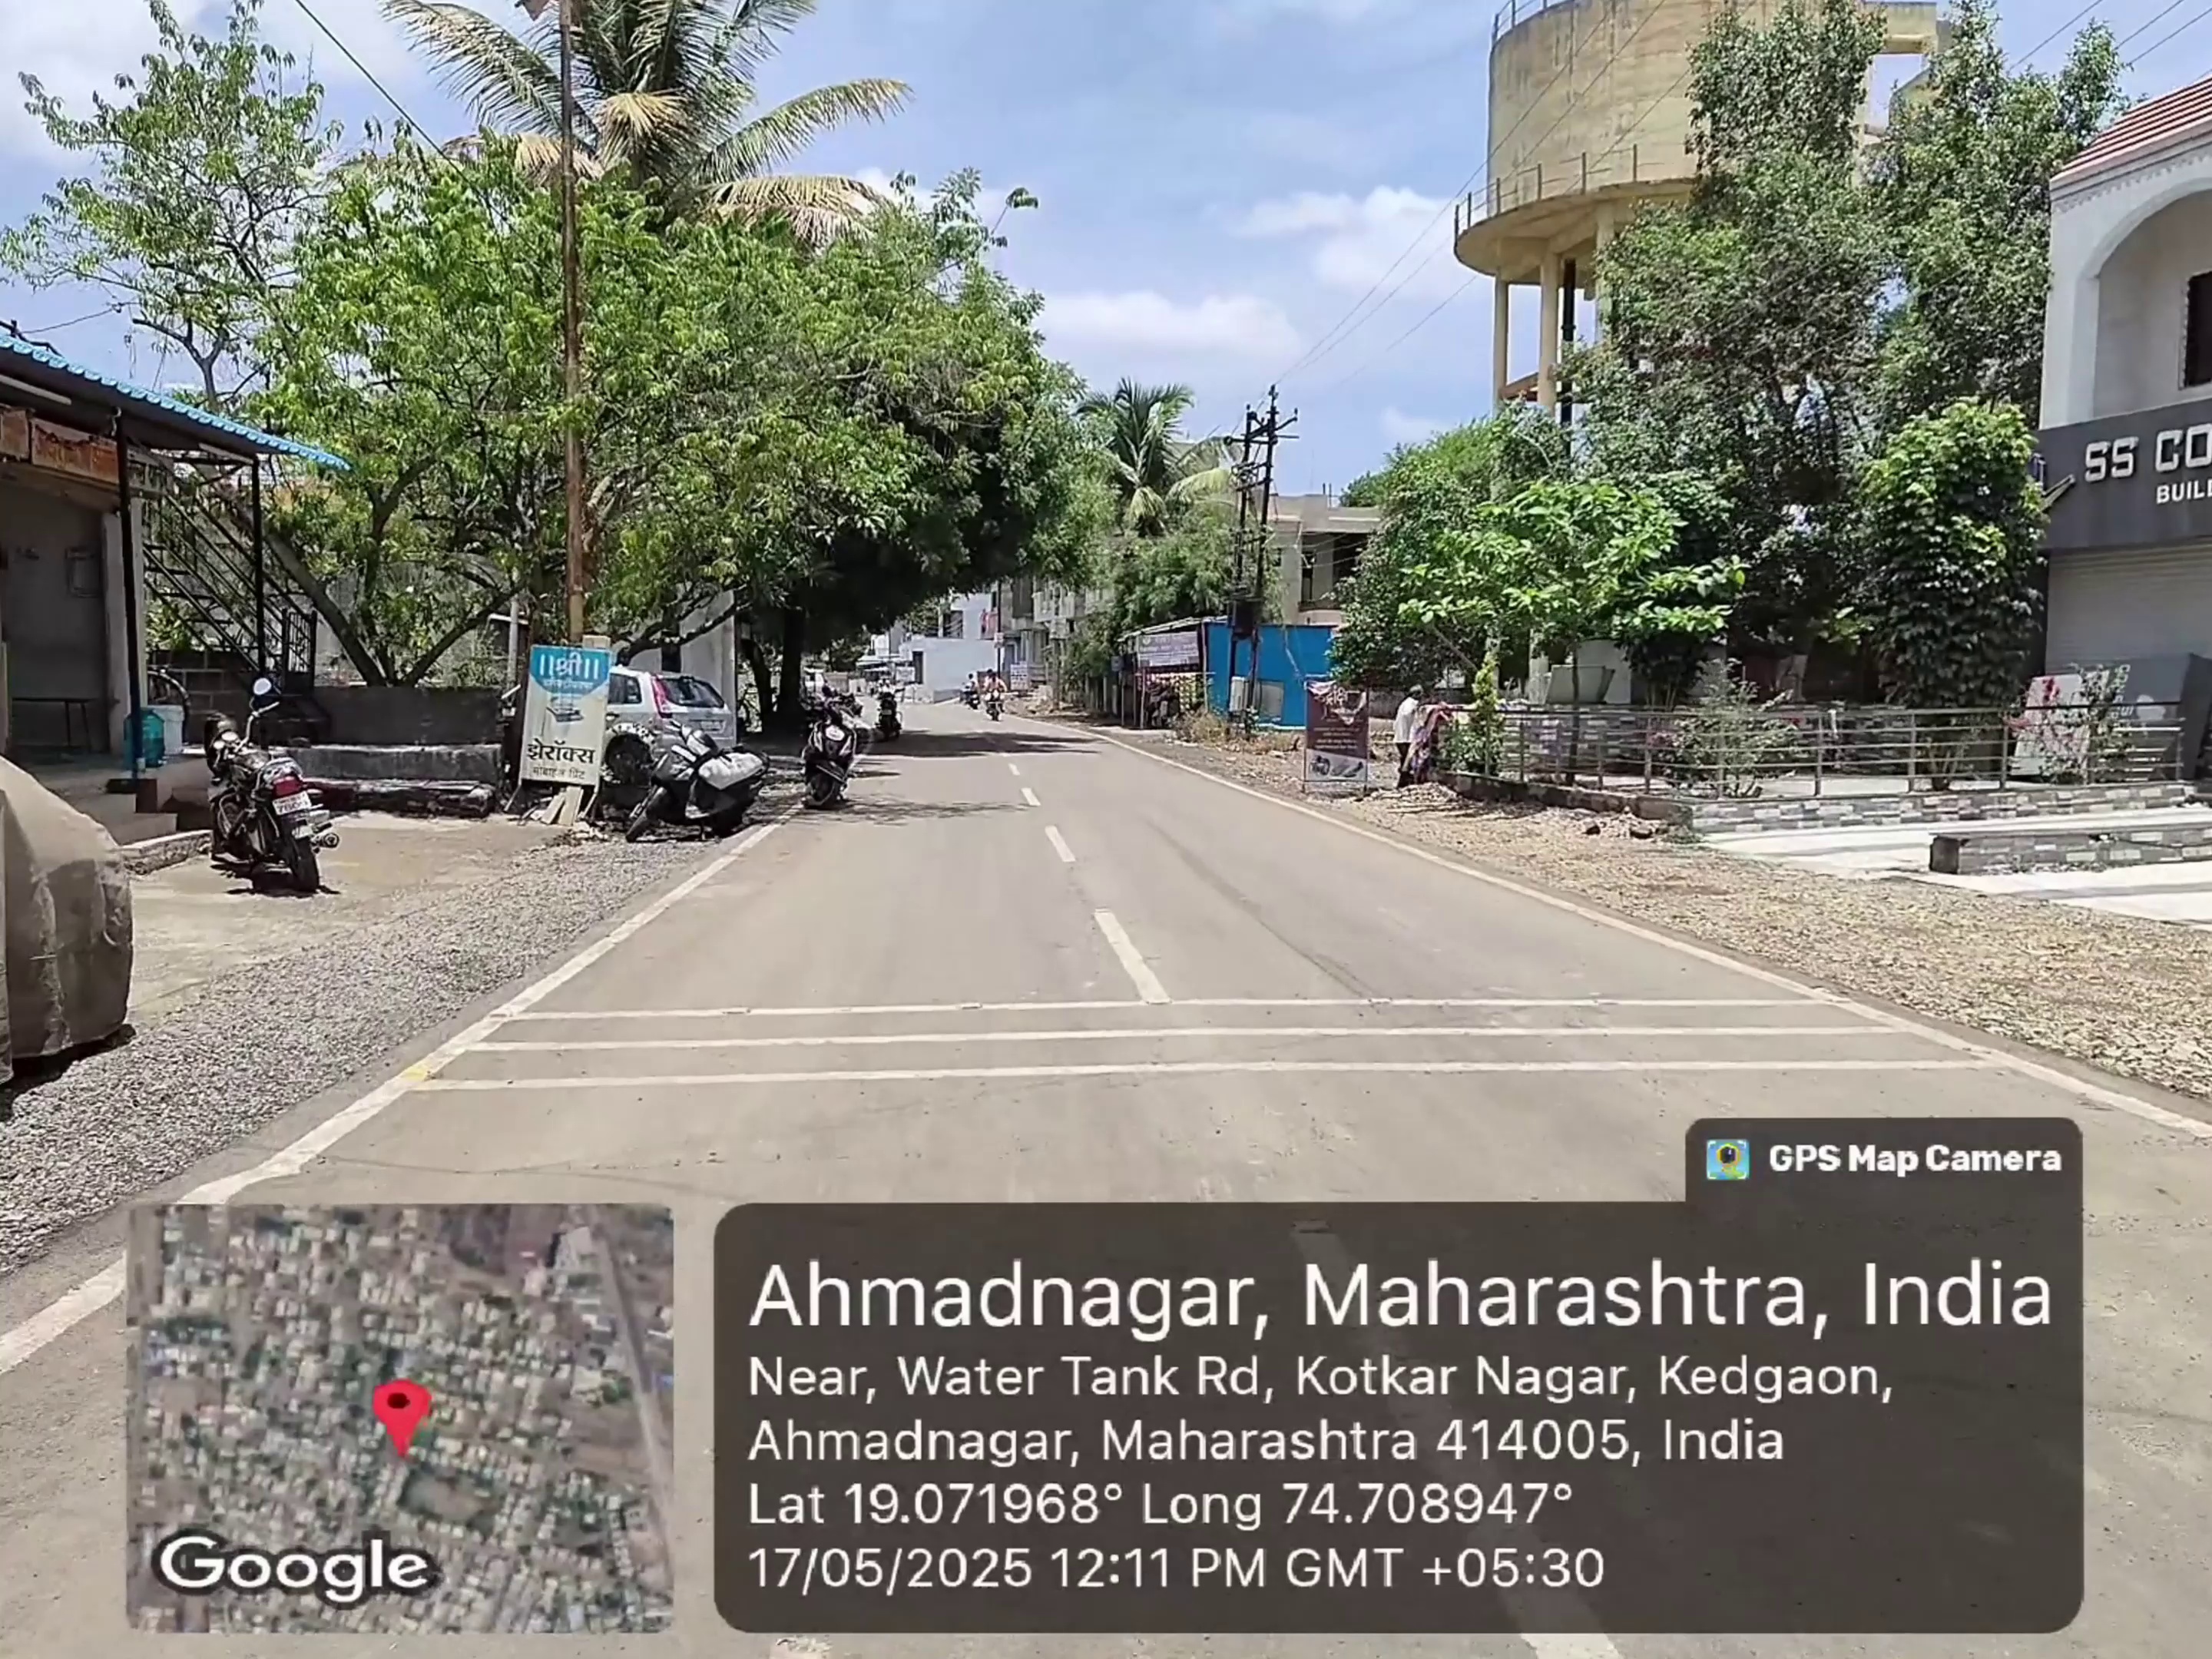 SS CO
BUIL
||श्री||
झेरॉक्स
GPS Map Camera
Google
Ahmadnagar, Maharashtra, India
Near, Water Tank Rd, Kotkar Nagar, Kedgaon,
Ahmadnagar, Maharashtra 414005, India
Lat 19.071968° Long 74.708947°
17/05/2025 12:11 PM GMT +05:30